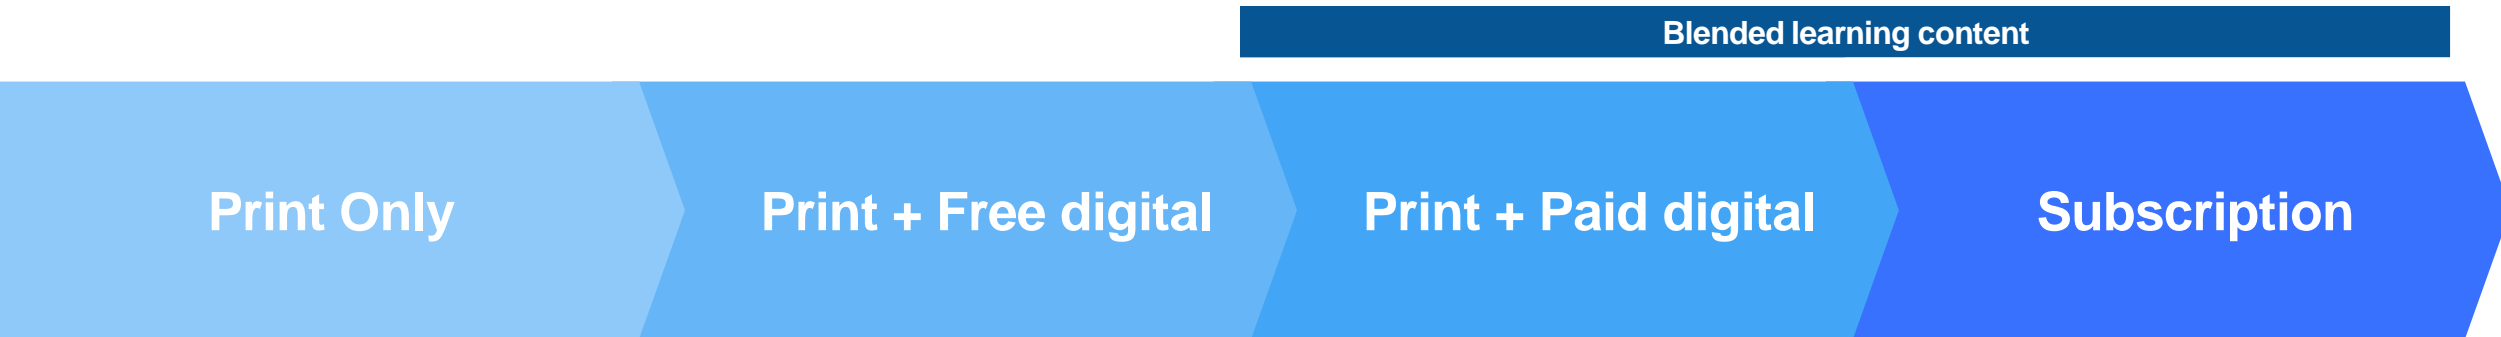 Blended learning content
Print Only
Print + Free digital
Print + Paid digital
Subscription